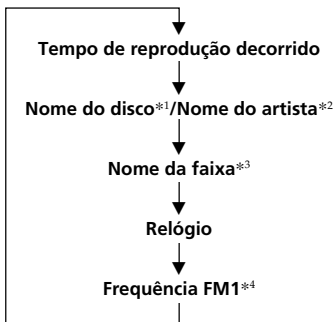 Tempo de reprodução decorrido
Nome do disco*1/Nome do artista*2
Nome da faixa*3
Relógio
Frequência FM1*4